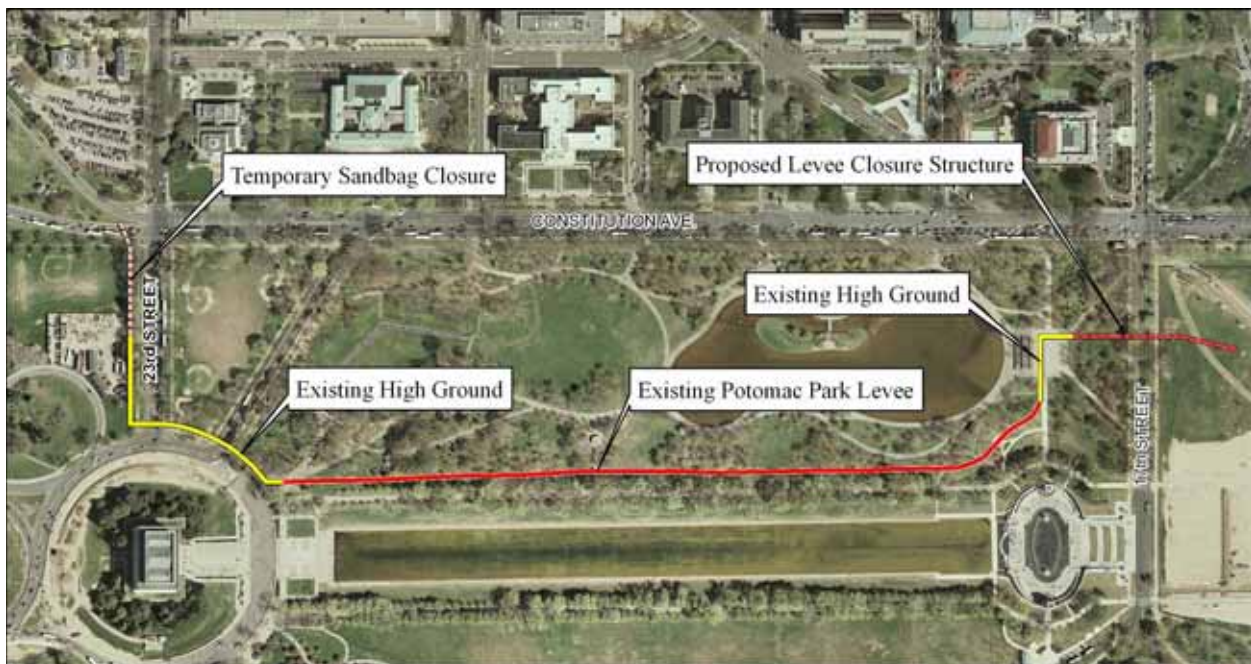 Temporary Sandbag Closure
Proposed Levee Closure Structure
CONSTITUTION AVE.
Existing High Ground
23rd STREET
Existing High Ground
Existing Potomac Park Levee
17th STREET